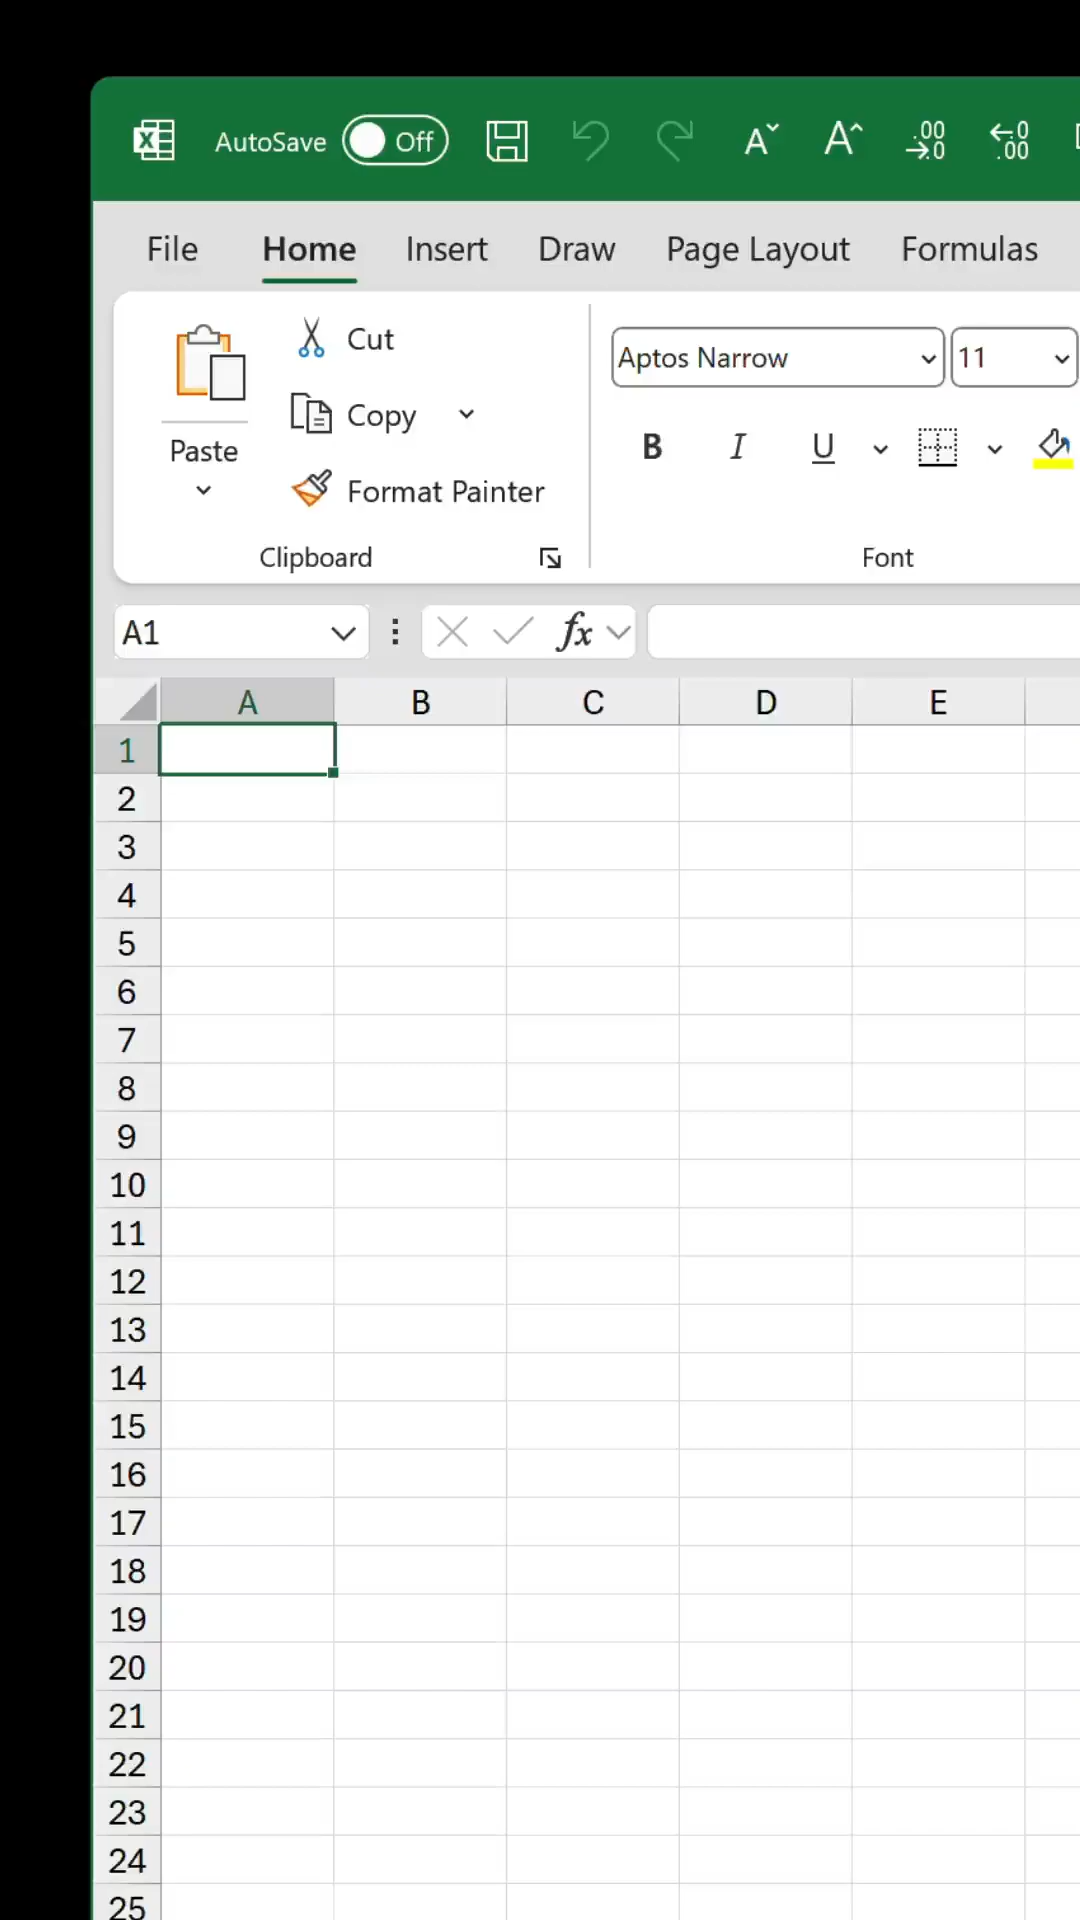 AutoSave Off
File Home Insert Draw Page Layout Formulas
Cut
Copy
Paste
Format Painter
Clipboard
Aptos Narrow 11
B I U
Font
A1
fx
A B C D E
1
2
3
4
5
6
7
8
9
10
11
12
13
14
15
16
17
18
19
20
21
22
23
24
25